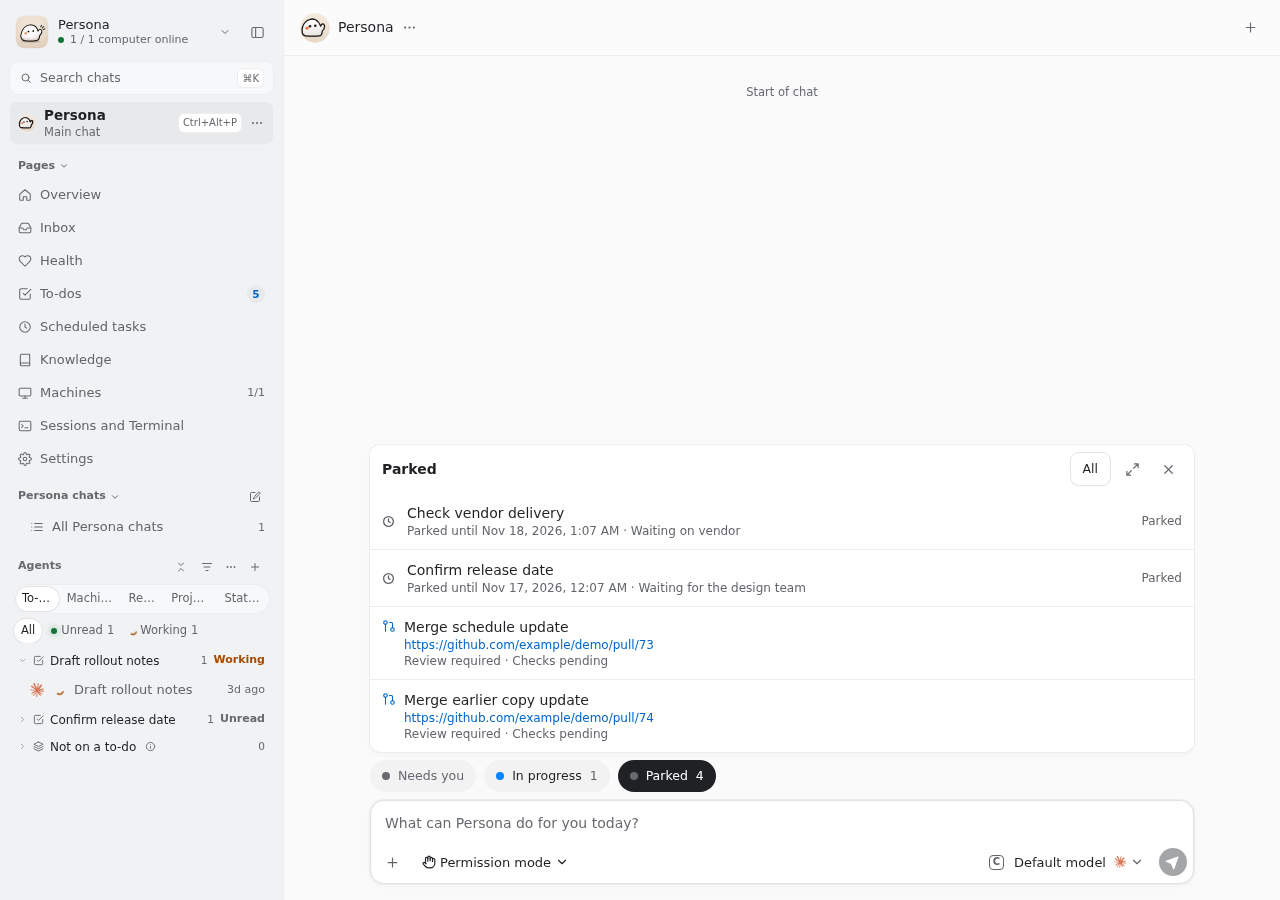 Persona
1 / 1 computer online
Search chats
⌘K
Persona
Main chat
Ctrl+Alt+P
Pages
Overview
Inbox
Health
To-dos
5
Scheduled tasks
Knowledge
Machines
1/1
Sessions and Terminal
Settings
Persona chats
All Persona chats
1
Agents
To-… Machi… Re… Proj… Stat…
All Unread 1 Working 1
Draft rollout notes 1 Working
Draft rollout notes 3d ago
Confirm release date 1 Unread
Not on a to-do 0
Persona
Start of chat
Parked
All
Check vendor delivery
Parked until Nov 18, 2026, 1:07 AM · Waiting on vendor
Parked
Confirm release date
Parked until Nov 17, 2026, 12:07 AM · Waiting for the design team
Parked
Merge schedule update
https://github.com/example/demo/pull/73
Review required · Checks pending
Merge earlier copy update
https://github.com/example/demo/pull/74
Review required · Checks pending
Needs you
In progress 1
Parked 4
What can Persona do for you today?
Permission mode
C Default model